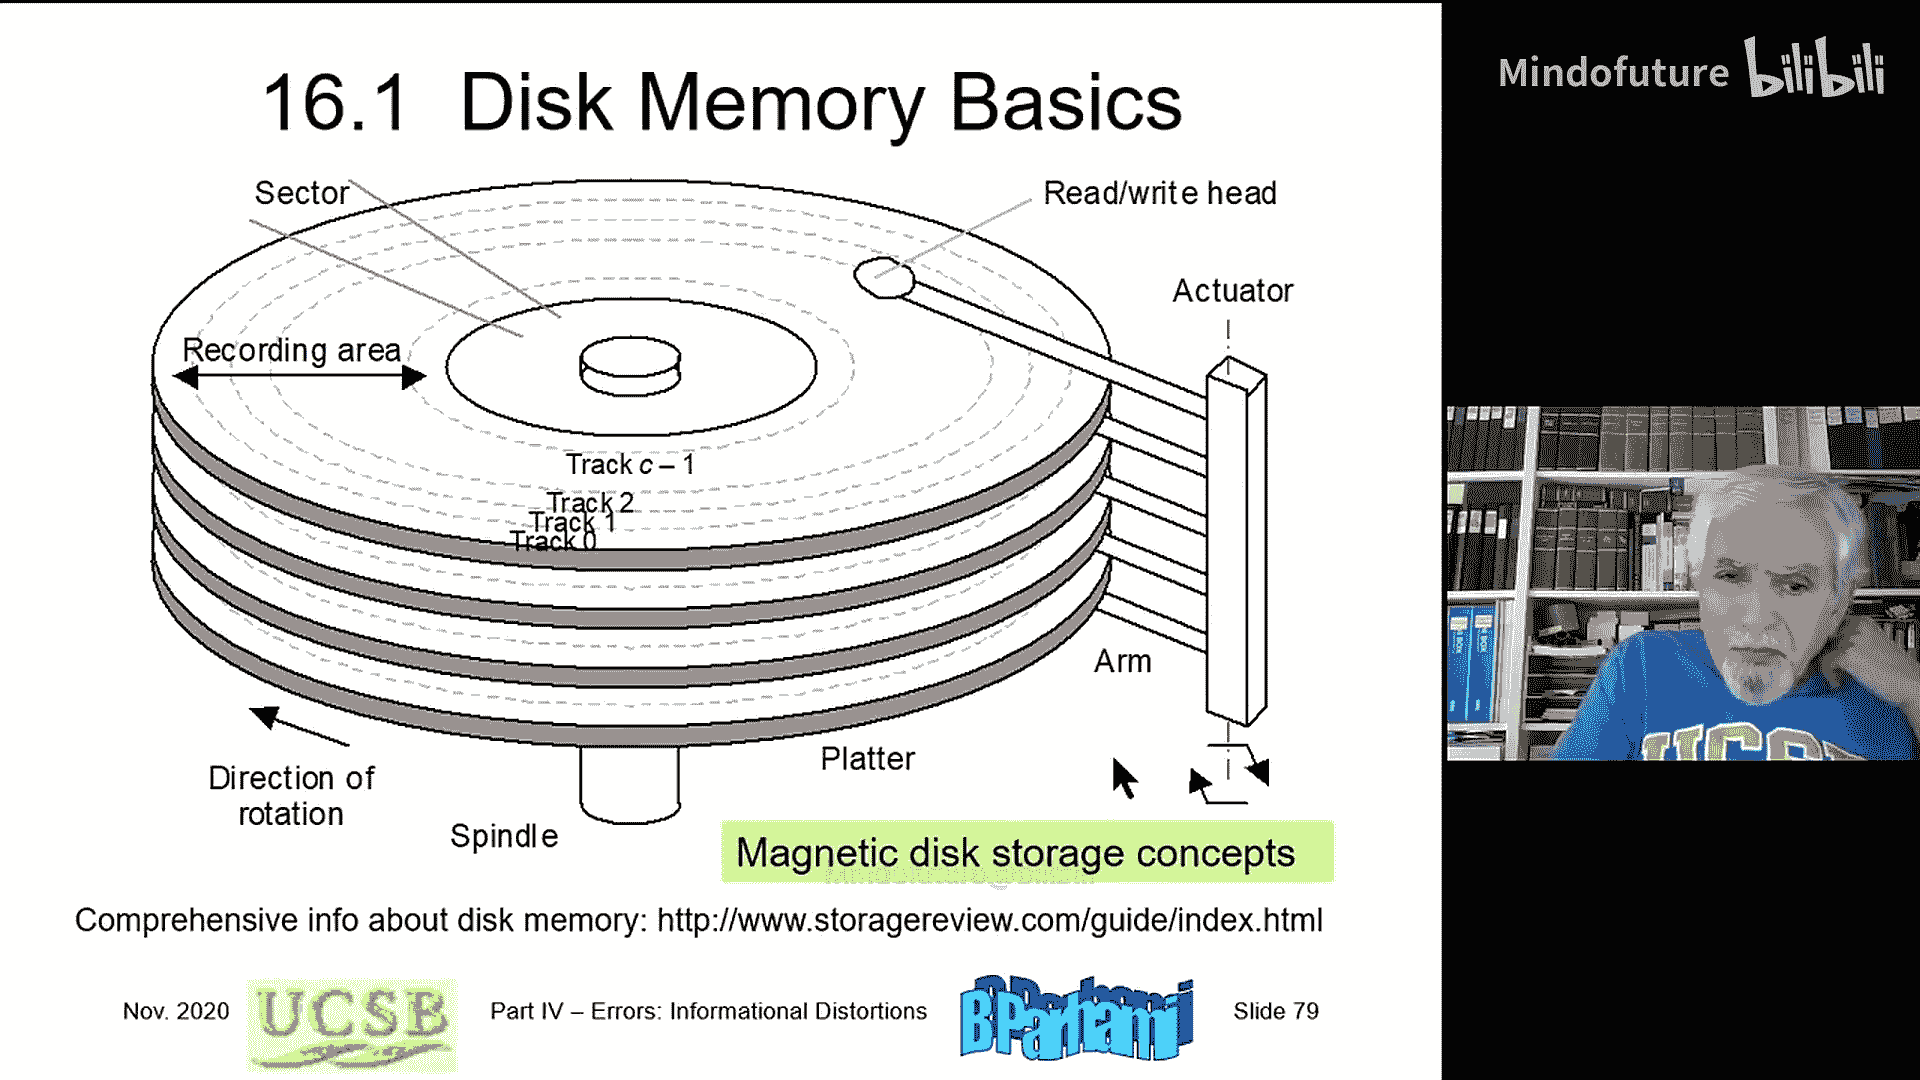 16.1 Disk Memory Basics
Mindofuture bilibili
Sector
Read/write head
Actuator
Recording area
Track c – 1
Track 2
Track 1
Track 0
Arm
Platter
Direction of
rotation
Spindle
Magnetic disk storage concepts
Comprehensive info about disk memory: http://www.storagereview.com/guide/index.html
Nov. 2020
UCSB
Part IV – Errors: Informational Distortions
B Parhami
Slide 79